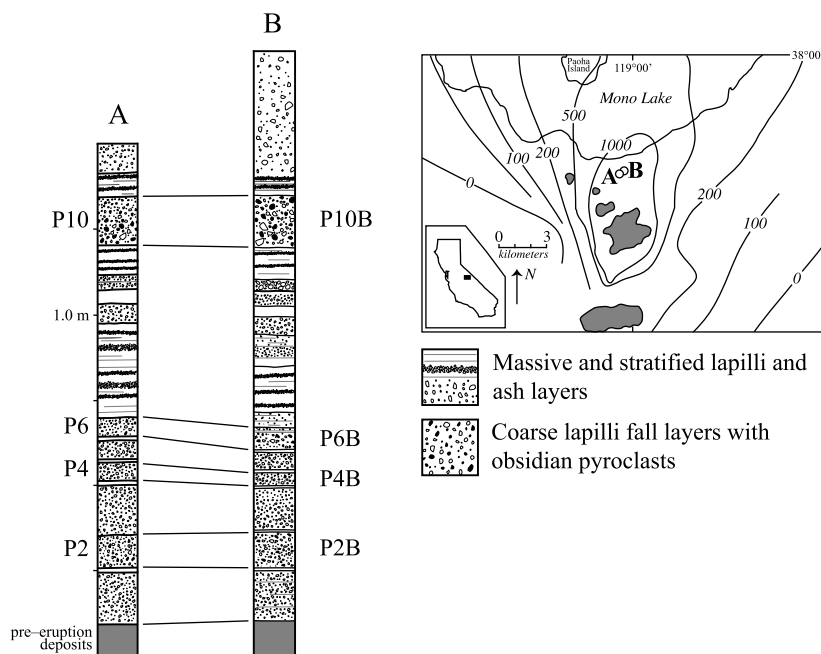 B
A
P10
P10B
1.0 m
P6
P6B
P4
P4B
P2
P2B
pre–eruption
deposits
Paoha
Island
119°00'
38°00'
Mono Lake
500
1000
100
200
0
A
B
200
100
0
0 3
kilometers
N
Massive and stratified lapilli and
ash layers
Coarse lapilli fall layers with
obsidian pyroclasts